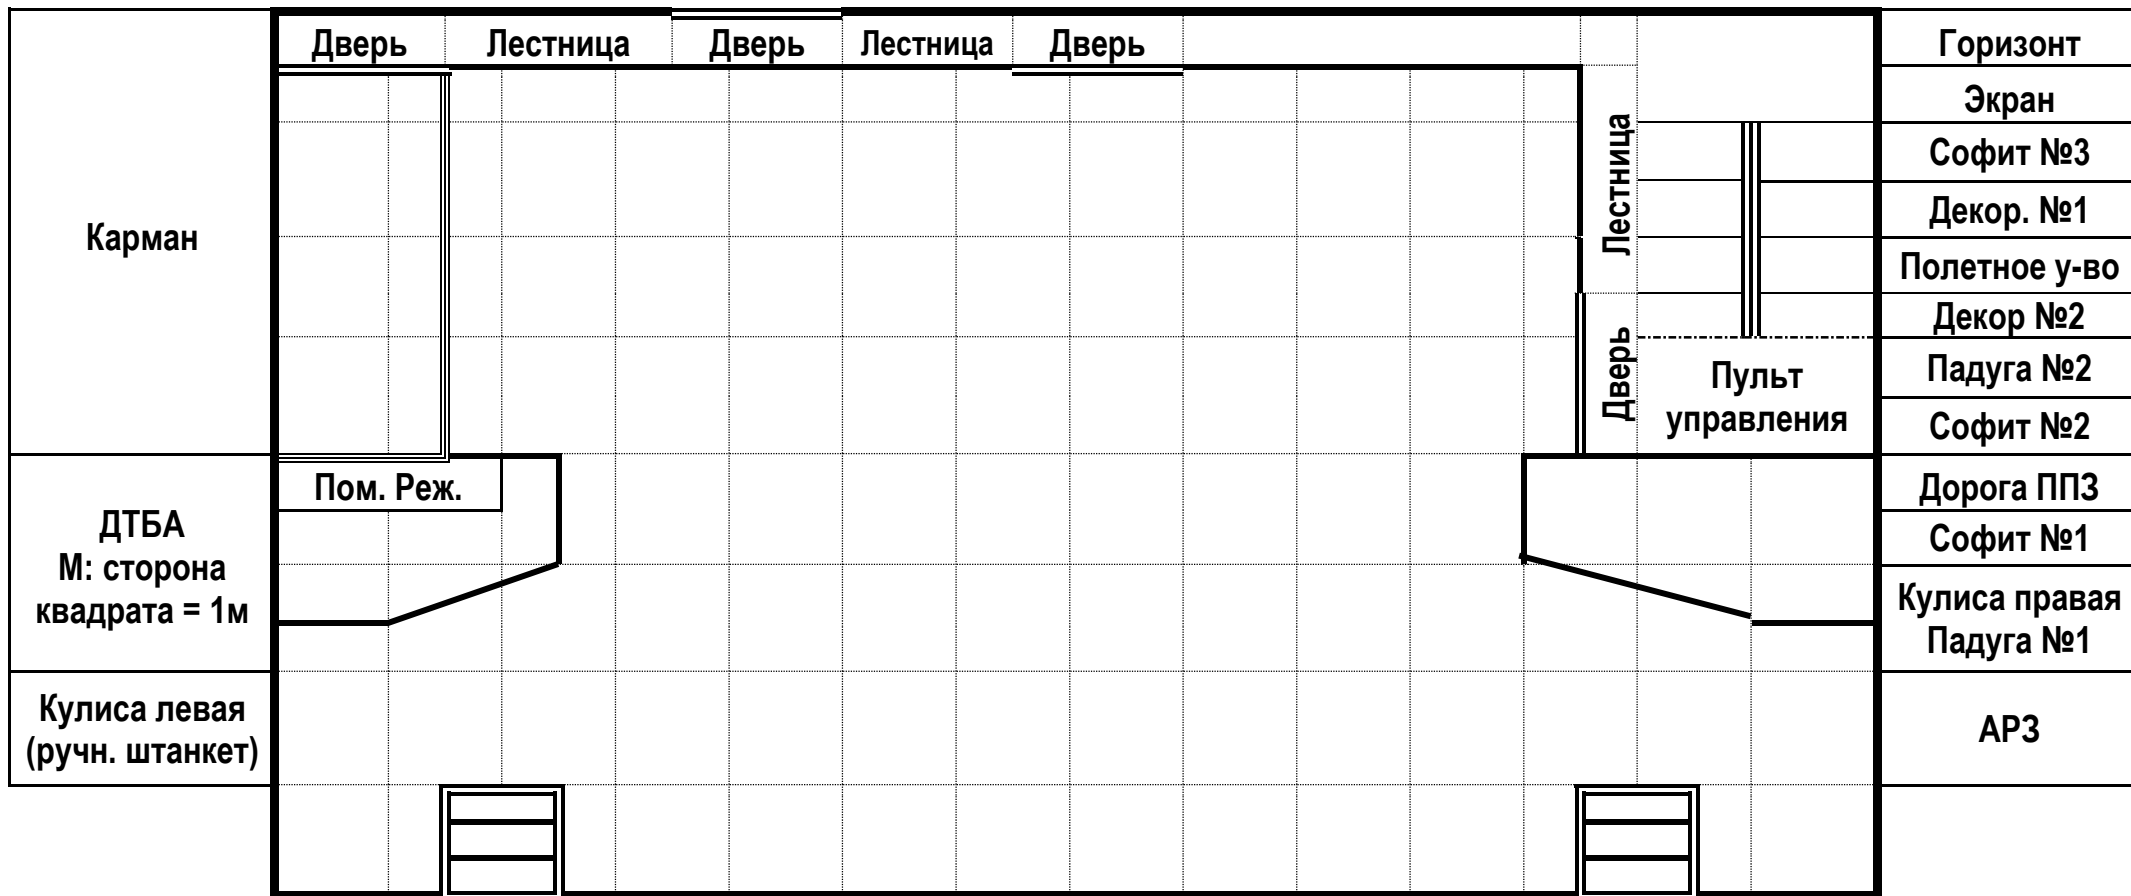 Дверь
Лестница
Дверь
Лестница
Дверь
Горизонт
Экран
Софит №3
Декор. №1
Полетное у-во
Декор №2
Падуга №2
Софит №2
Дорога ППЗ
Софит №1
Кулиса правая
Падуга №1
АРЗ
Лестница
Дверь
Пульт
управления
Карман
Пом. Реж.
ДТБА
М: сторона
квадрата = 1м
Кулиса левая
(ручн. штанкет)